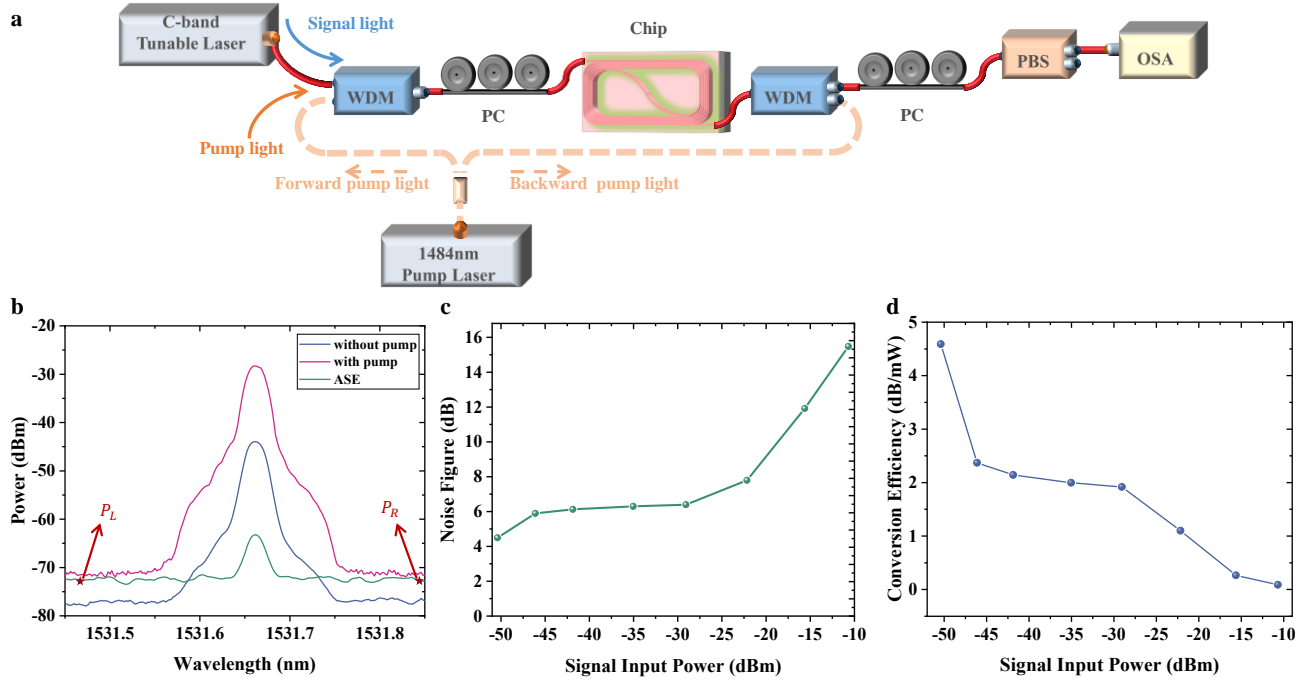 a
C-band
Tunable Laser
Signal light
WDM
PC
Chip
WDM
PC
PBS
OSA
Pump light
Forward pump light
Backward pump light
1484nm
Pump Laser
b
-20
-30
-40
-50
-60
-70
-80
Power (dBm)
without pump
with pump
ASE
P_L
P_R
1531.5
1531.6
1531.7
1531.8
Wavelength (nm)
c
16
14
12
10
8
6
4
2
0
Noise Figure (dB)
-50
-45
-40
-35
-30
-25
-20
-15
-10
Signal Input Power (dBm)
d
5
4
3
2
1
0
Conversion Efficiency (dB/mW)
-50
-45
-40
-35
-30
-25
-20
-15
-10
Signal Input Power (dBm)